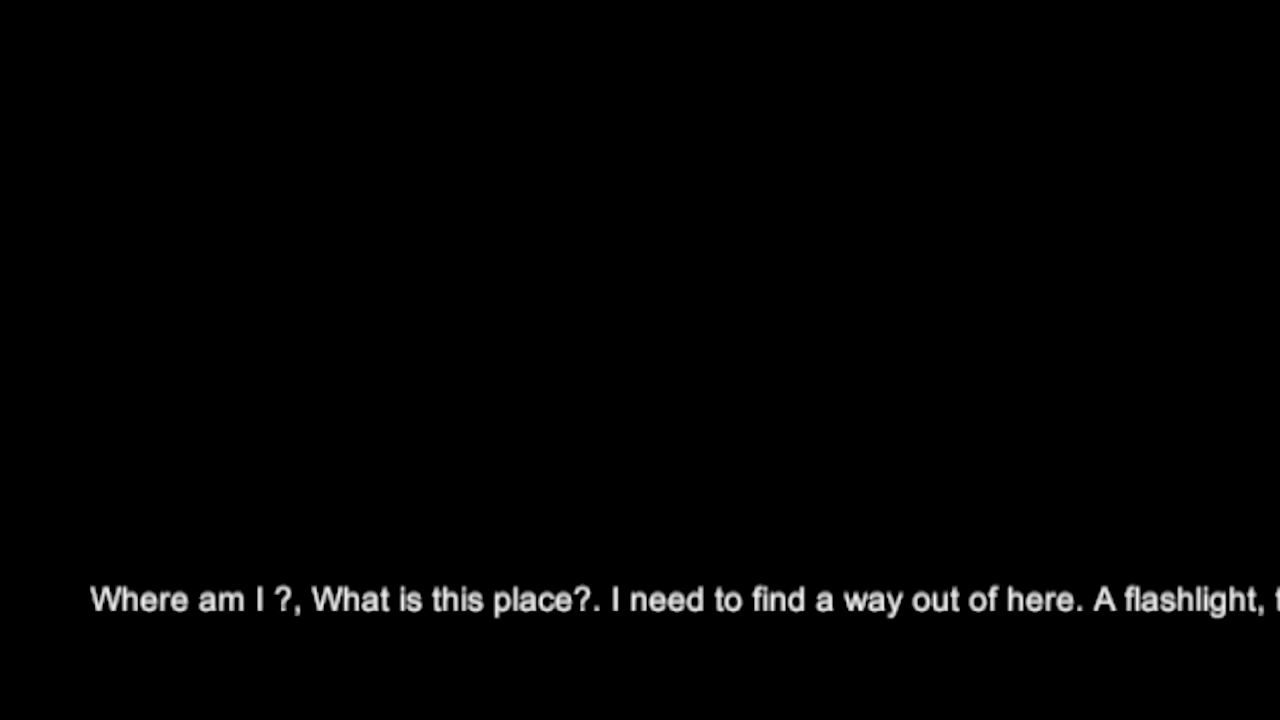 Where am I ?, What is this place?. I need to find a way out of here. A flashlight,